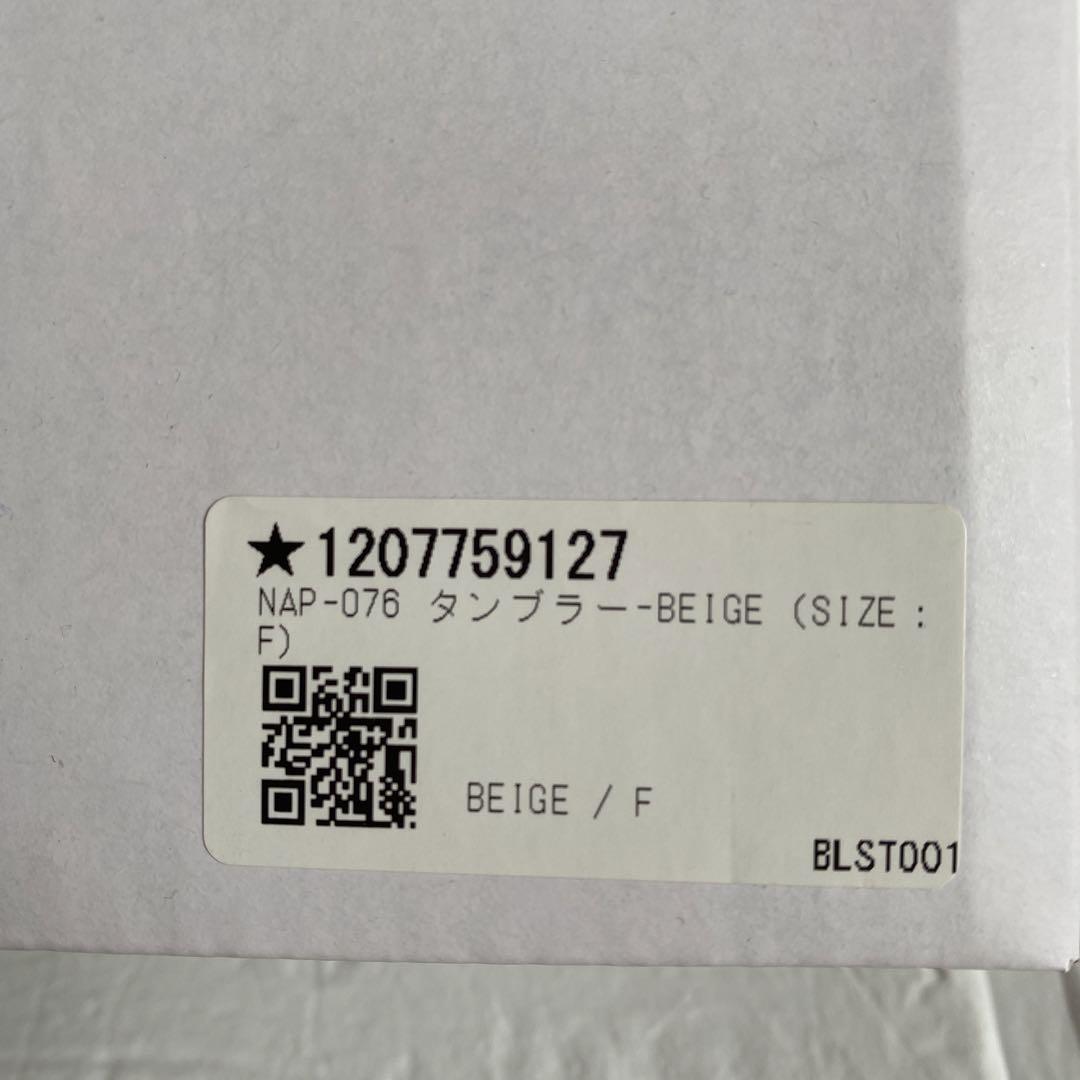 ★1207759127
NAP-076 タンブラー-BEIGE (SIZE:
F)
BEIGE / F
BLST001